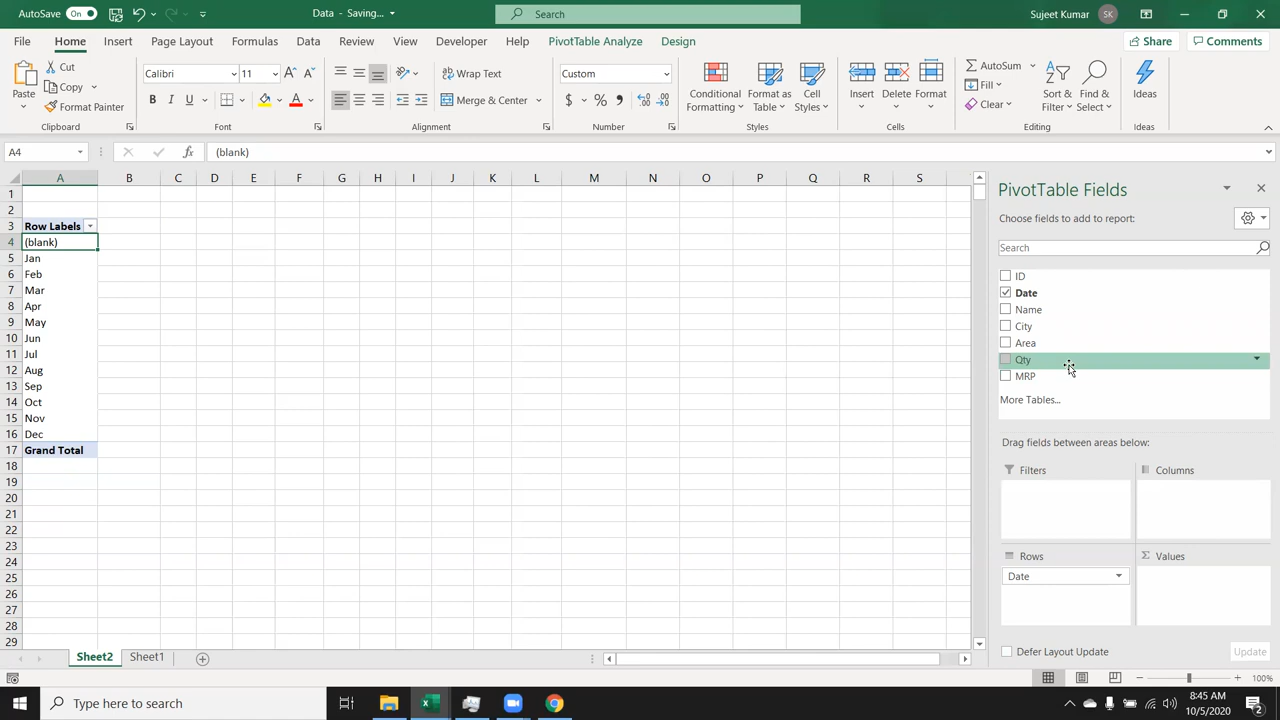 AutoSave On Data - Saving... Search Sujeet Kumar SK
File Home Insert Page Layout Formulas Data Review View Developer Help PivotTable Analyze Design Share Comments
Paste Cut Copy Format Painter Clipboard
Calibri 11 B I U A Font
Wrap Text Merge & Center Alignment
Custom $ % Number
Conditional Formatting Format as Table Cell Styles Styles
Insert Delete Format Cells
AutoSum Fill Clear Sort & Filter Find & Select Editing
Ideas Ideas
A4 fx (blank)
A B C D E F G H I J K L M N O P Q R S
1
2
3 Row Labels
4 (blank)
5 Jan
6 Feb
7 Mar
8 Apr
9 May
10 Jun
11 Jul
12 Aug
13 Sep
14 Oct
15 Nov
16 Dec
17 Grand Total
18
19
20
21
22
23
24
25
26
27
28
29
PivotTable Fields
Choose fields to add to report:
Search
ID
Date
Name
City
Area
Qty
MRP
More Tables...
Drag fields between areas below:
Filters Columns
Rows Values
Date
Defer Layout Update Update
Sheet2 Sheet1
100%
Type here to search
8:45 AM
10/5/2020
2